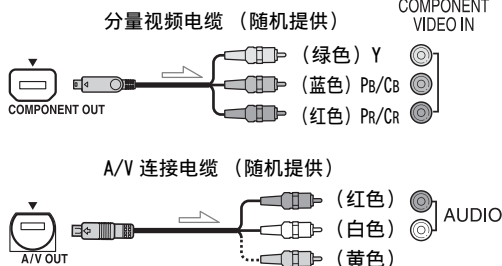 COMPONENT
VIDEO IN
分量视频电缆 （随机提供）
（绿色）Y
（蓝色）PB/CB
（红色）PR/CR
COMPONENT OUT
A/V 连接电缆 （随机提供）
（红色）
（白色）
（黄色）
AUDIO
A/V OUT